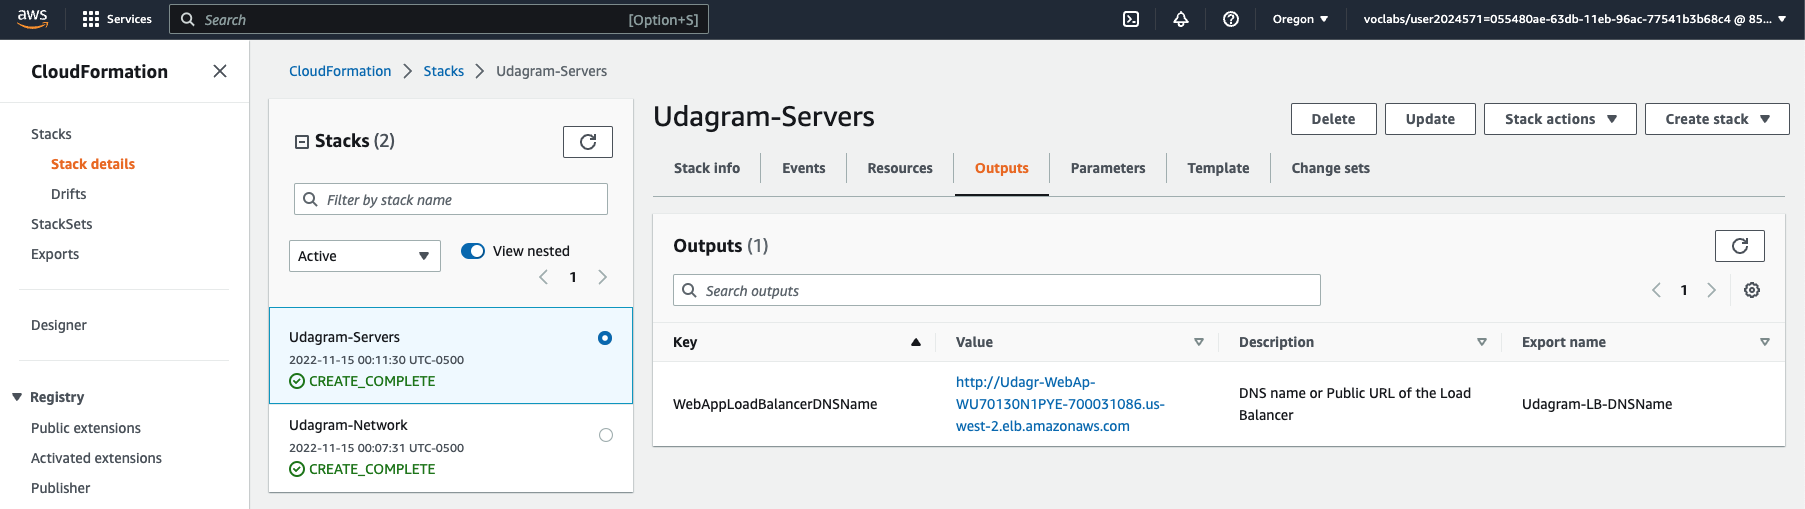 aws
Services
Search
[Option+S]
Oregon
voclabs/user2024571=055480ae-63db-11eb-96ac-77541b3b68c4 @ 85...
CloudFormation
Stacks
Stack details
Drifts
StackSets
Exports
Designer
Registry
Public extensions
Activated extensions
Publisher
CloudFormation
Stacks
Udagram-Servers
Stacks (2)
Filter by stack name
Active
View nested
1
Udagram-Servers
2022-11-15 00:11:30 UTC-0500
CREATE_COMPLETE
Udagram-Network
2022-11-15 00:07:31 UTC-0500
CREATE_COMPLETE
Udagram-Servers
Delete
Update
Stack actions
Create stack
Stack info
Events
Resources
Outputs
Parameters
Template
Change sets
Outputs (1)
Search outputs
1
Key
Value
Description
Export name
WebAppLoadBalancerDNSName
http://Udagr-WebAp-
WU70130N1PYE-700031086.us-
west-2.elb.amazonaws.com
DNS name or Public URL of the Load
Balancer
Udagram-LB-DNSName